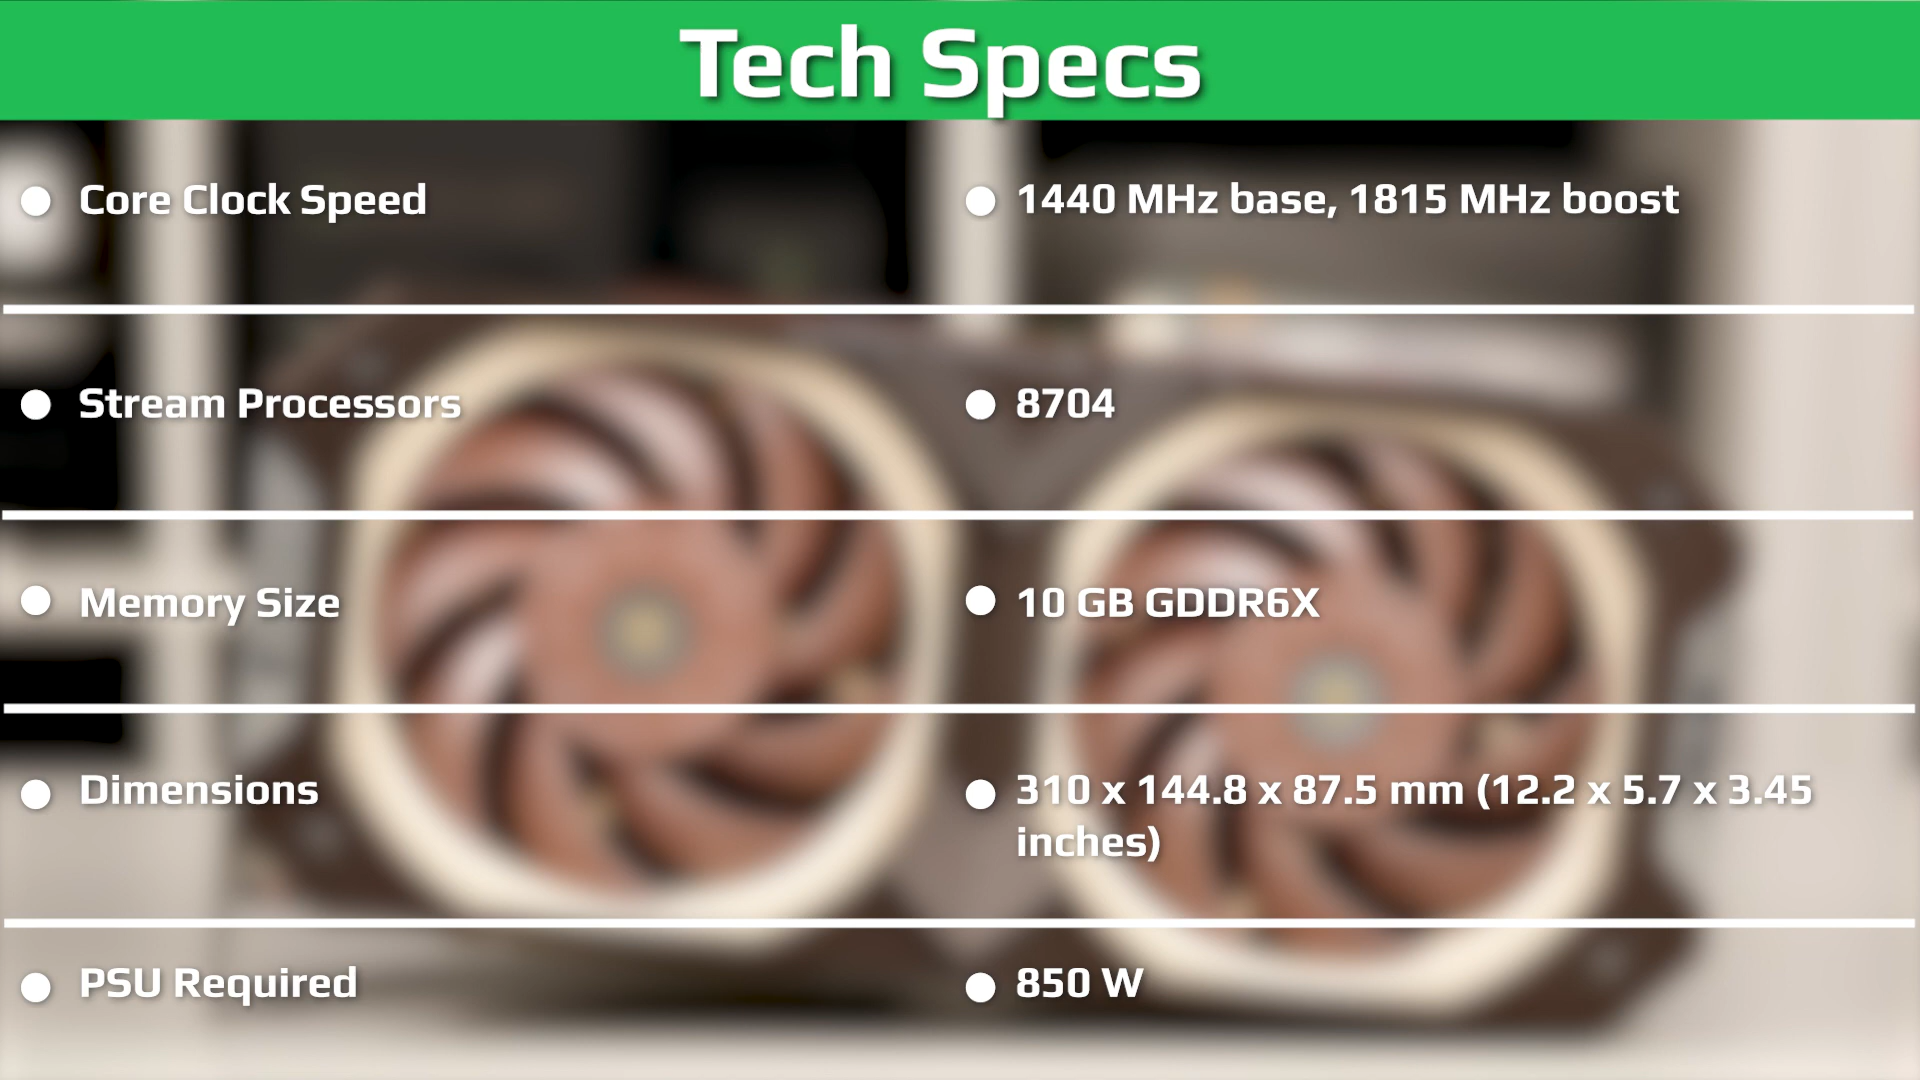 Tech Specs
Core Clock Speed
1440 MHz base, 1815 MHz boost
Stream Processors
8704
Memory Size
10 GB GDDR6X
Dimensions
310 x 144.8 x 87.5 mm (12.2 x 5.7 x 3.45
inches)
PSU Required
850 W